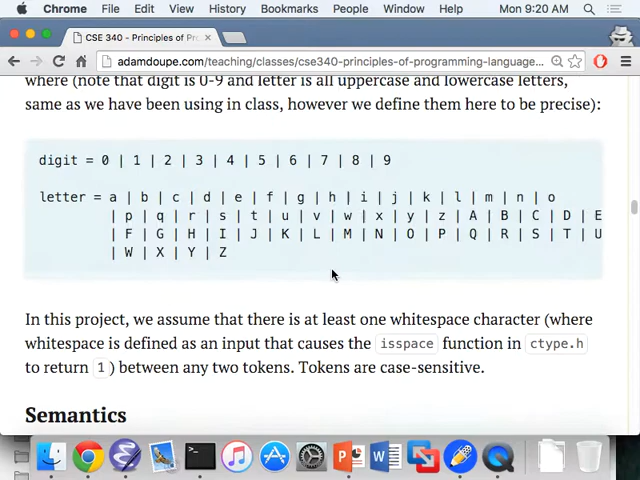 Chrome File Edit View History Bookmarks People Window Help Mon 9:20 AM
CSE 340 - Principles of Pro
adamdoupe.com/teaching/classes/cse340-principles-of-programming-language...
where (note that digit is 0-9 and letter is all uppercase and lowercase letters,
same as we have been using in class, however we define them here to be precise):
digit = 0 | 1 | 2 | 3 | 4 | 5 | 6 | 7 | 8 | 9
letter = a | b | c | d | e | f | g | h | i | j | k | l | m | n | o
| p | q | r | s | t | u | v | w | x | y | z | A | B | C | D | E
| F | G | H | I | J | K | L | M | N | O | P | Q | R | S | T | U
| W | X | Y | Z
In this project, we assume that there is at least one whitespace character (where
whitespace is defined as an input that causes the isspace function in ctype.h
to return 1 ) between any two tokens. Tokens are case-sensitive.
Semantics